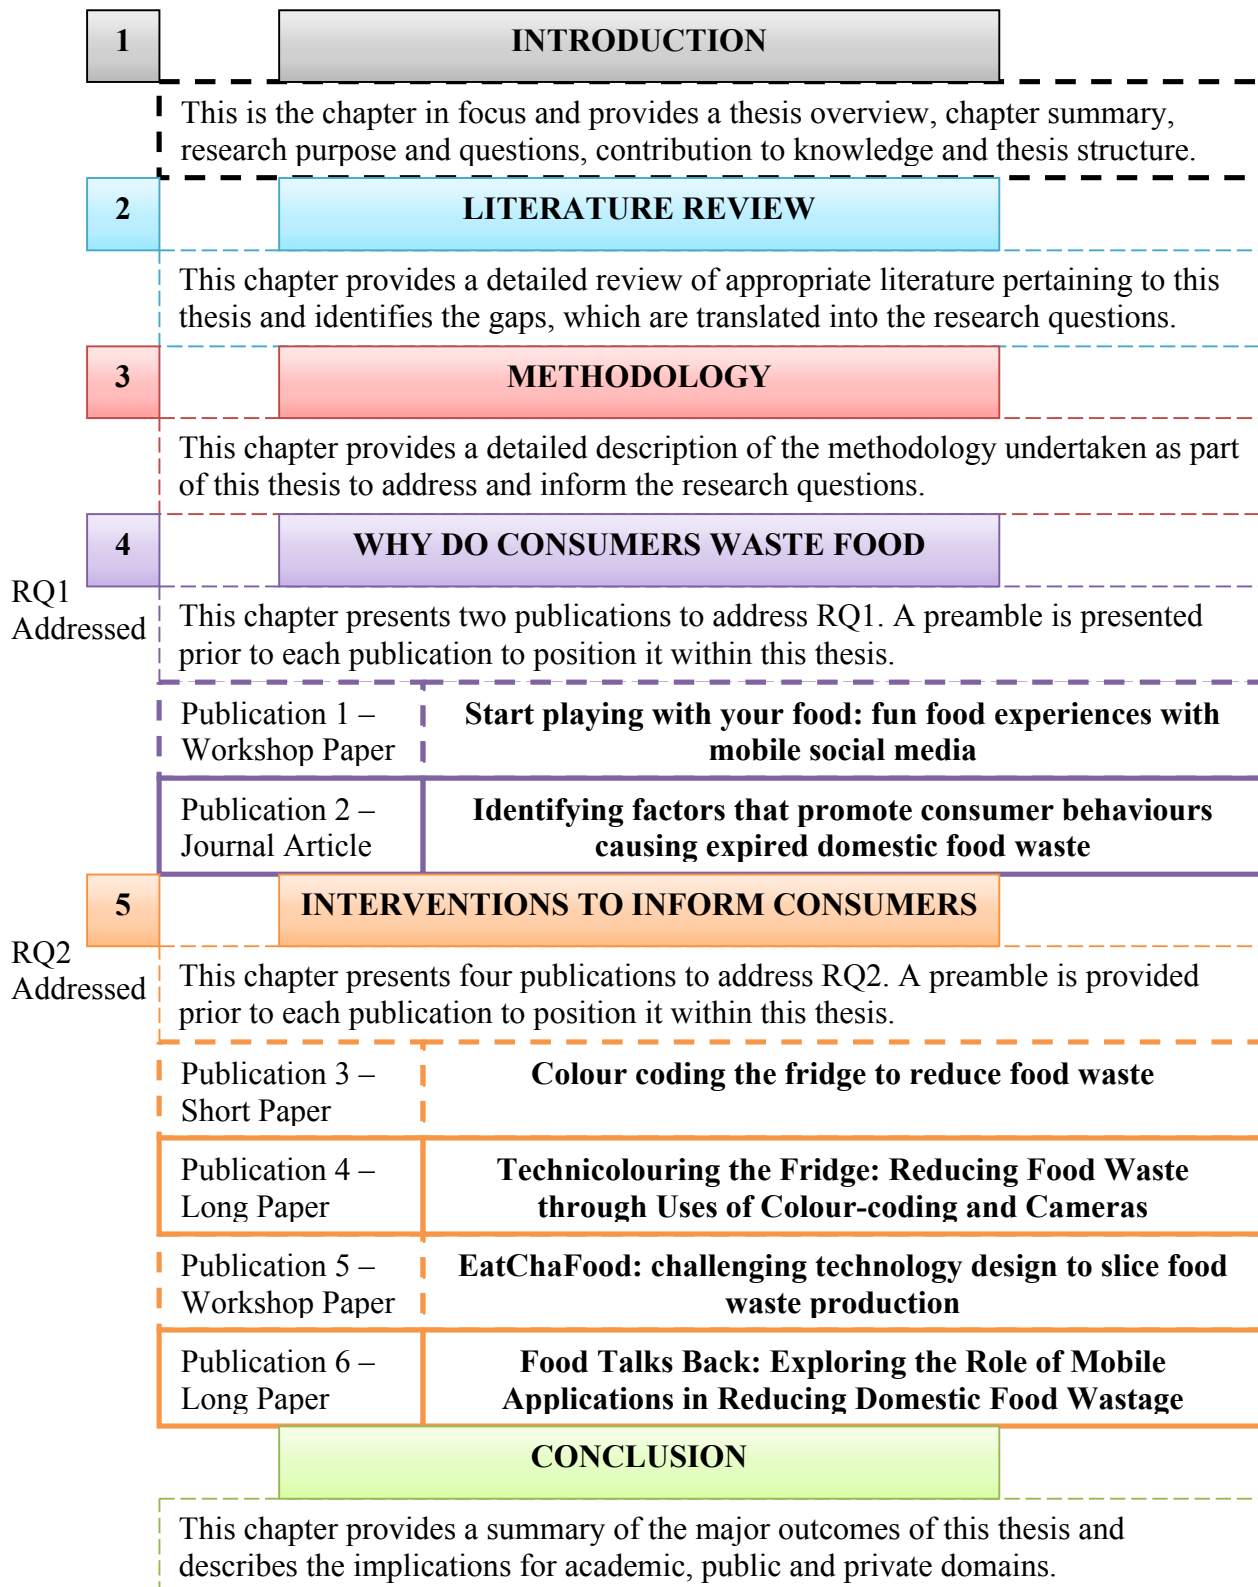 1
INTRODUCTION
This is the chapter in focus and provides a thesis overview, chapter summary,
research purpose and questions, contribution to knowledge and thesis structure.
2
LITERATURE REVIEW
This chapter provides a detailed review of appropriate literature pertaining to this
thesis and identifies the gaps, which are translated into the research questions.
3
METHODOLOGY
This chapter provides a detailed description of the methodology undertaken as part
of this thesis to address and inform the research questions.
4
WHY DO CONSUMERS WASTE FOOD
RQ1
Addressed
This chapter presents two publications to address RQ1. A preamble is presented
prior to each publication to position it within this thesis.
Publication 1 –
Workshop Paper
Start playing with your food: fun food experiences with
mobile social media
Publication 2 –
Journal Article
Identifying factors that promote consumer behaviours
causing expired domestic food waste
5
INTERVENTIONS TO INFORM CONSUMERS
RQ2
Addressed
This chapter presents four publications to address RQ2. A preamble is provided
prior to each publication to position it within this thesis.
Publication 3 –
Short Paper
Colour coding the fridge to reduce food waste
Publication 4 –
Long Paper
Technicolouring the Fridge: Reducing Food Waste
through Uses of Colour-coding and Cameras
Publication 5 –
Workshop Paper
EatChaFood: challenging technology design to slice food
waste production
Publication 6 –
Long Paper
Food Talks Back: Exploring the Role of Mobile
Applications in Reducing Domestic Food Wastage
CONCLUSION
This chapter provides a summary of the major outcomes of this thesis and
describes the implications for academic, public and private domains.